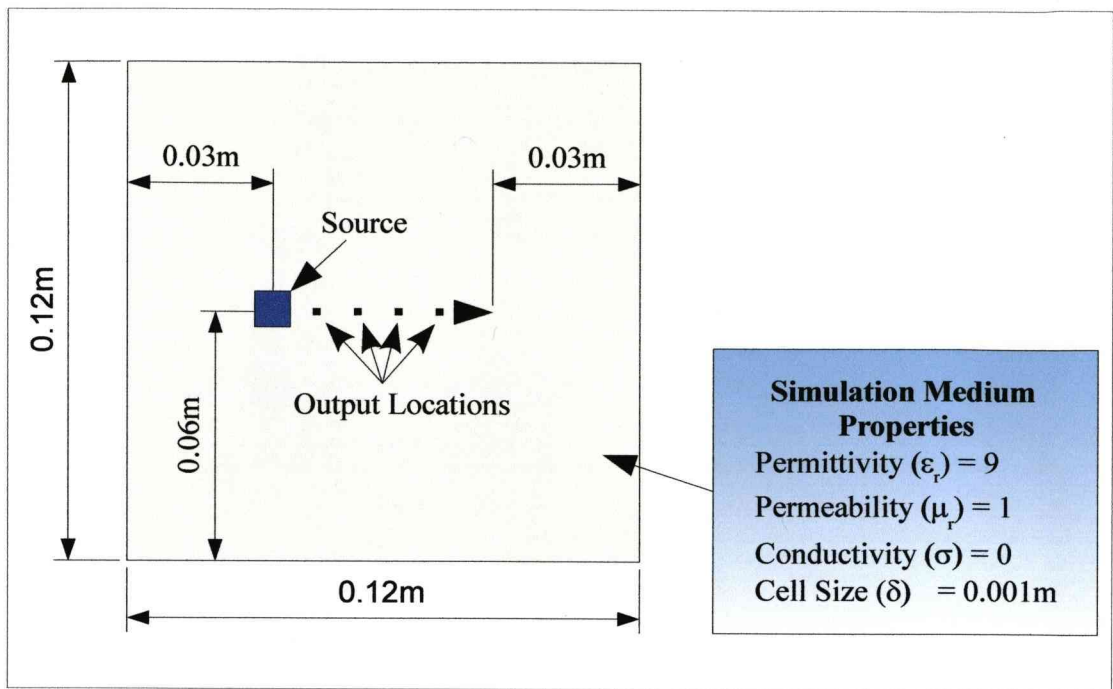 0.03m
0.03m
Source
0.12m
Output Locations
0.06m
0.12m
Simulation Medium
Properties
Permittivity (εr) = 9
Permeability (μr) = 1
Conductivity (σ) = 0
Cell Size (δ) = 0.001m